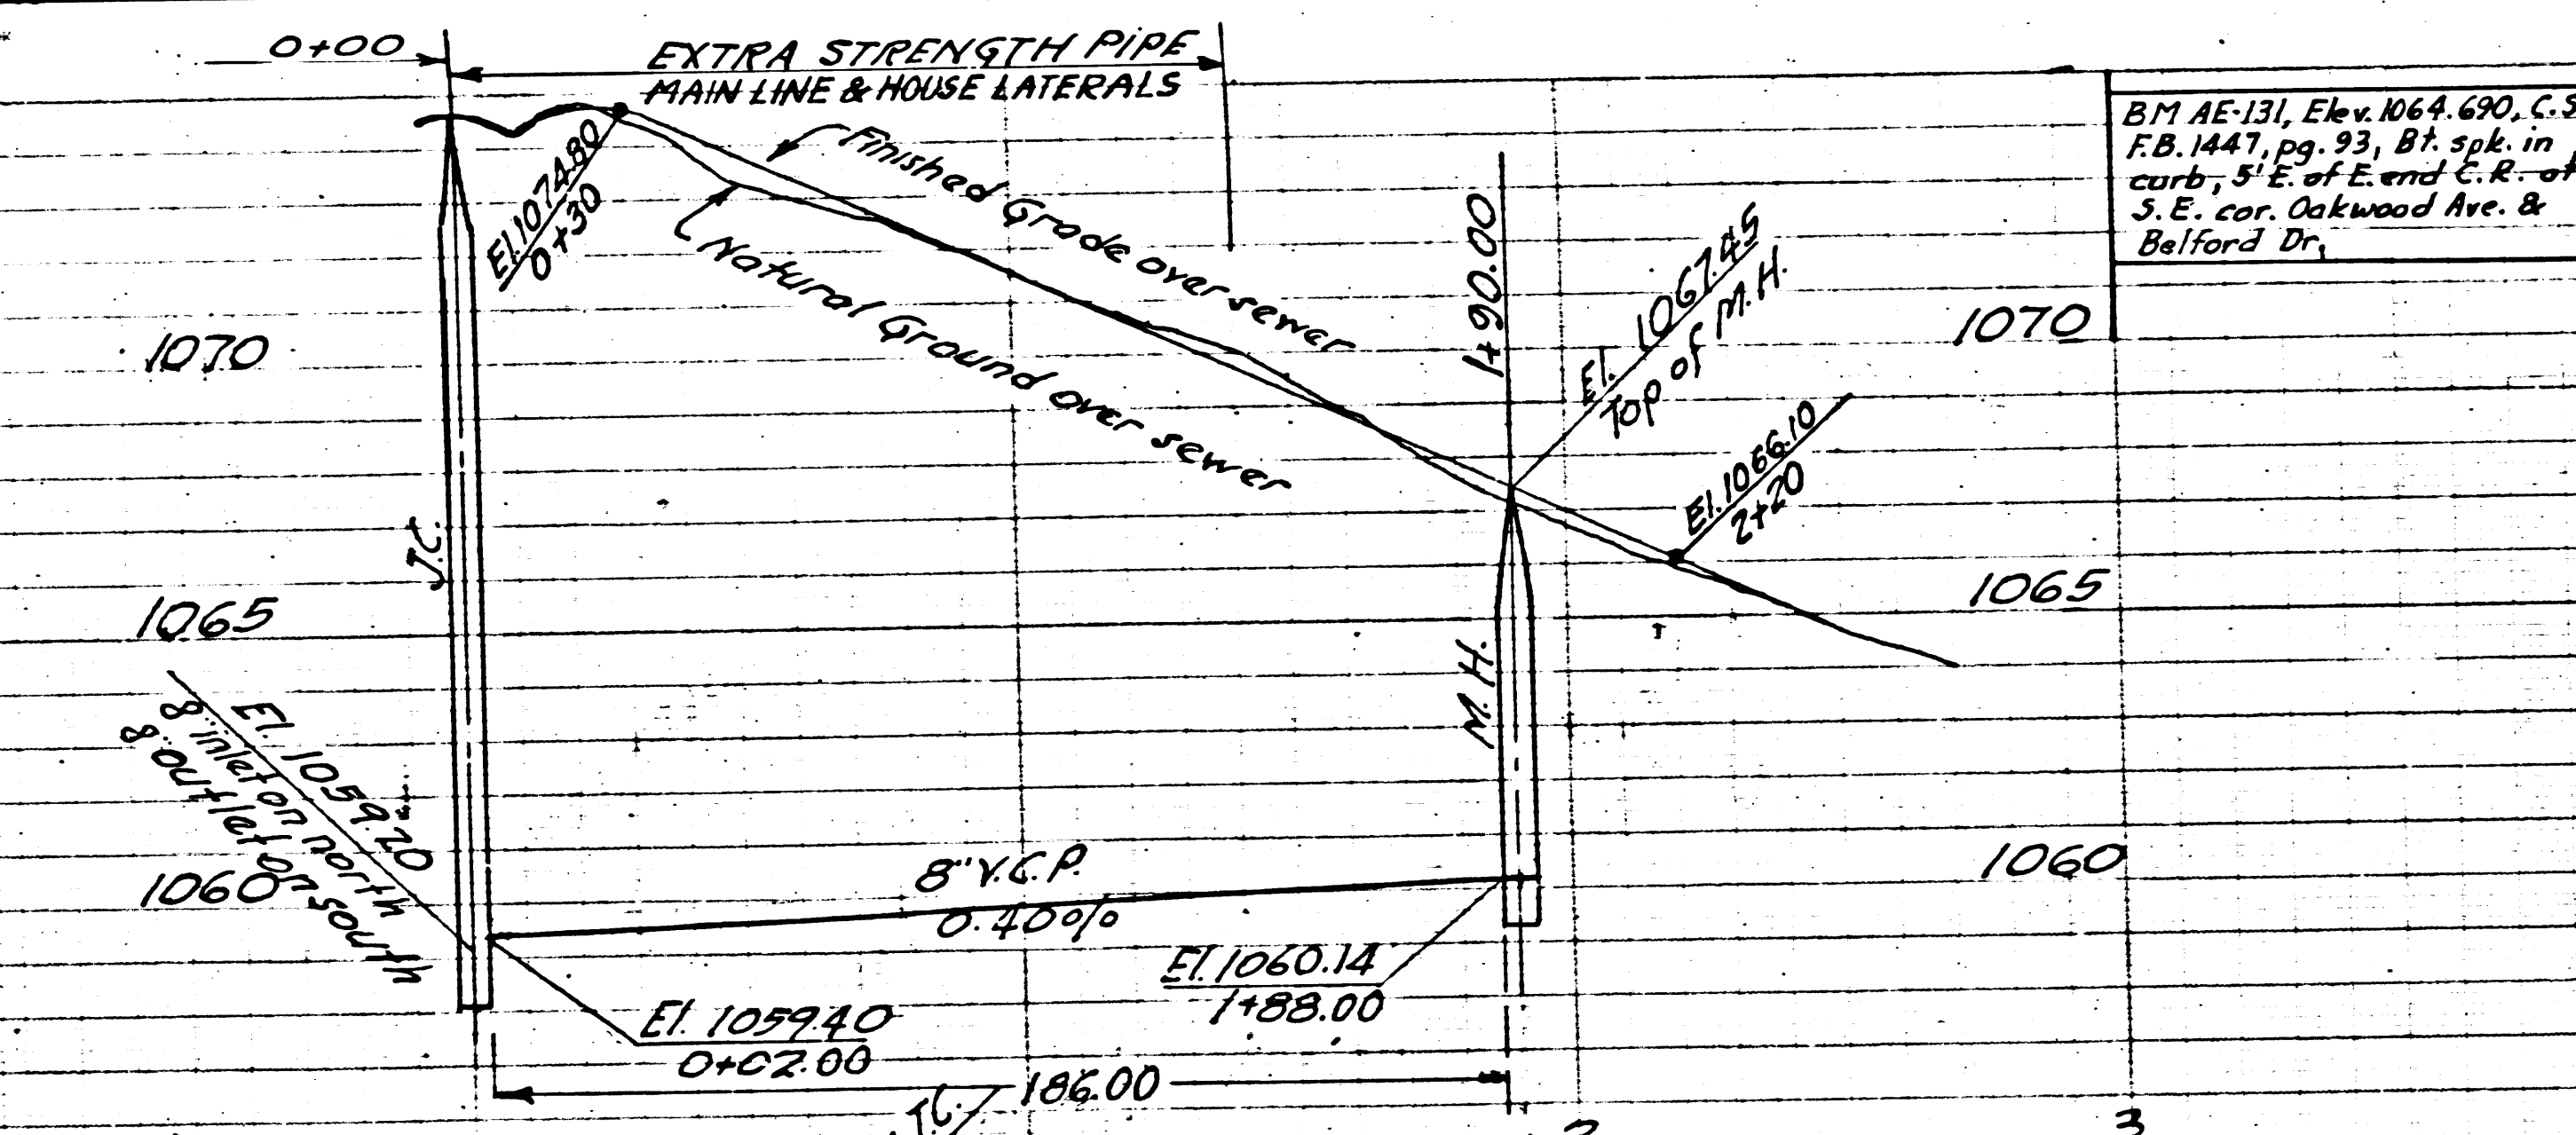 0+00
EXTRA STRENGTH PIPE
MAIN LINE & HOUSE LATERALS
BM AE-131, Elev. 1064.690, C.S
F.B. 1447, pg. 93, Bt. spk. in
curb, 5' E. of E. end C.R. at
S.E. cor. Oakwood Ave. &
Belford Dr.
El. 1074.80
0+30
Finished Grade over sewer
Natural Ground over sewer
1+90.00
El. 1067.45
Top of M.H.
El. 1066.10
2+20
1070
1070
J.C.
1065
1065
M.H.
El. 1059.20
8" inlet on north
8" outlet on south
1060
1060
8" V.C.P.
0.40%
El. 1059.40
0+02.00
El. 1060.14
1+88.00
186.00
J.C.
2
3